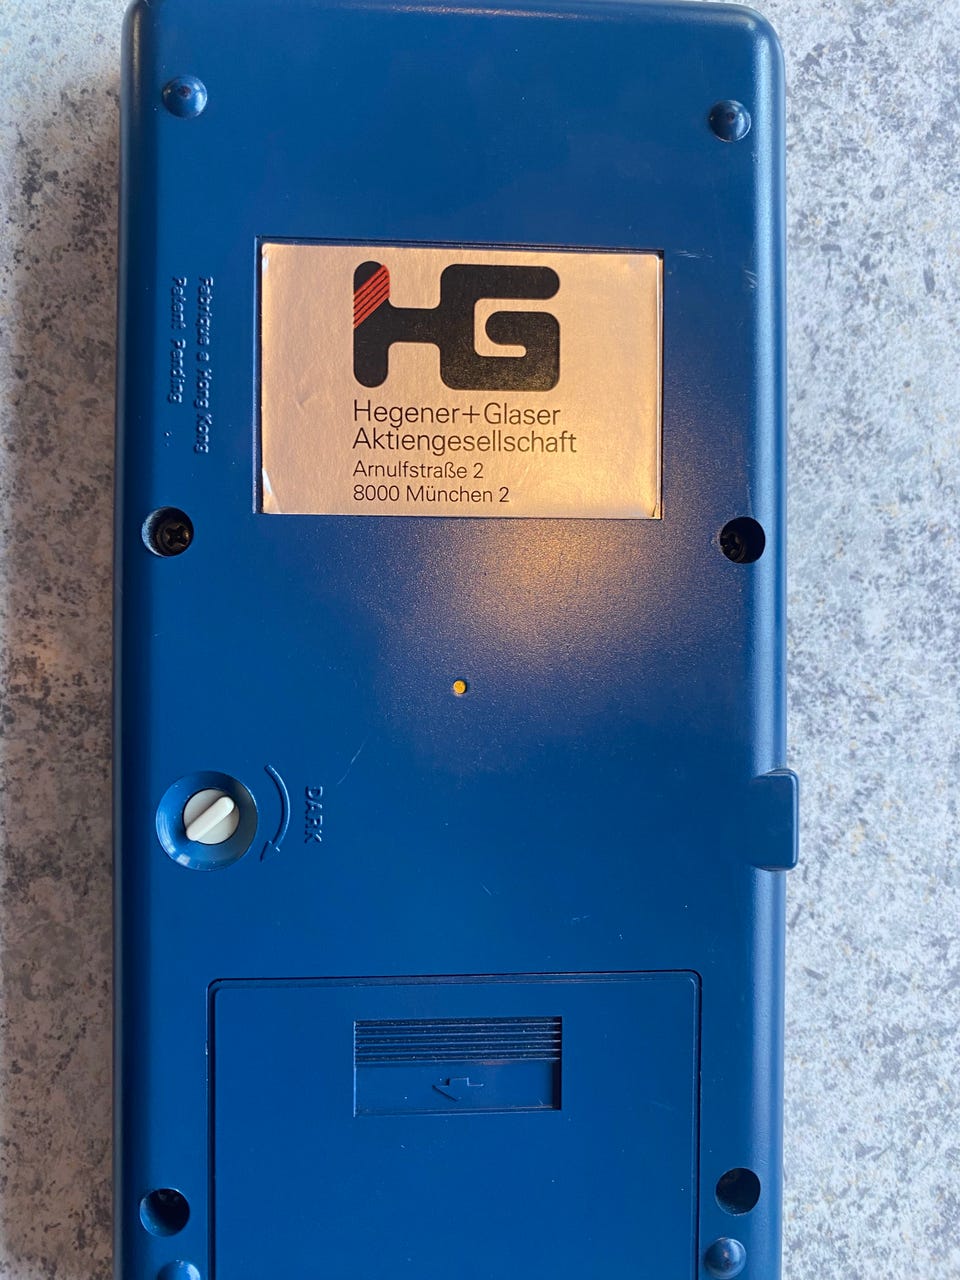 HG
Hegener+Glaser
Aktiengesellschaft
Arnulfstraße 2
8000 München 2
Fabriqué à Hong Kong
Patent Pending
DARK